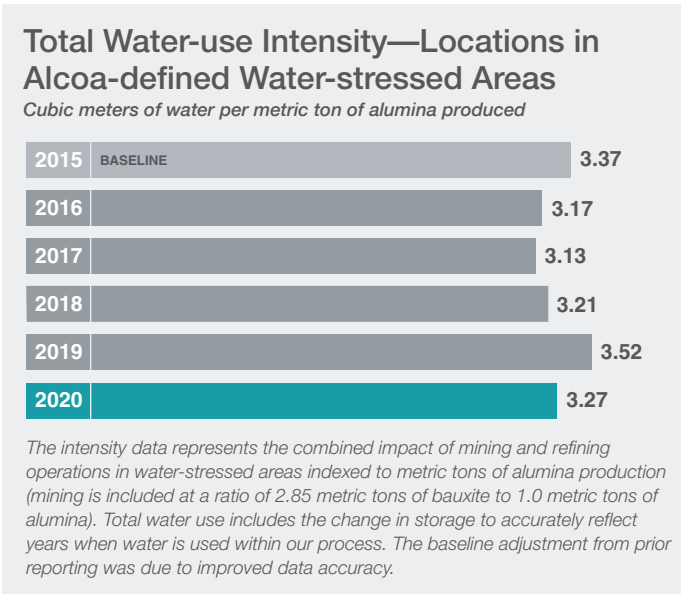 Total Water-use Intensity—Locations in
Alcoa-defined Water-stressed Areas
Cubic meters of water per metric ton of alumina produced
2015 BASELINE 3.37
2016 3.17
2017 3.13
2018 3.21
2019 3.52
2020 3.27
The intensity data represents the combined impact of mining and refining
operations in water-stressed areas indexed to metric tons of alumina production
(mining is included at a ratio of 2.85 metric tons of bauxite to 1.0 metric tons of
alumina). Total water use includes the change in storage to accurately reflect
years when water is used within our process. The baseline adjustment from prior
reporting was due to improved data accuracy.